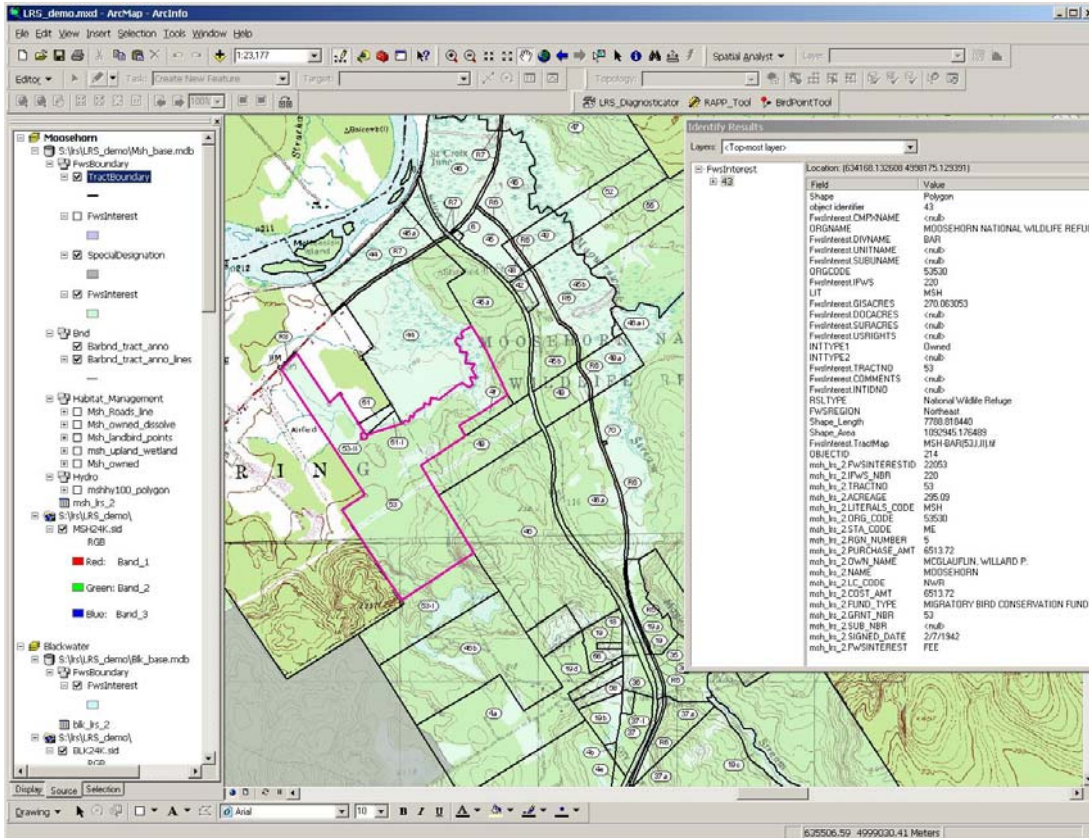 LRS_demo.mxd - ArcMap - ArcInfo
File Edit View Insert Selection Tools Window Help
1:23,177
Spatial Analyst
Layer:
Editor
Task: Create New Feature
Target:
Topology:
100%
LRS_Diagnosticator RAPP_Tool BirdPointTool
Moosehorn
S:\lrs\LRS_demo\Msh_base.mdb
FwsBoundary
TractBoundary
FwsInterest
SpecialDesignation
FwsInterest
Bnd
Barbnd_tract_anno
Barbnd_tract_anno_lines
Habitat_Management
Msh_Roads_line
Msh_owned_dissolve
Msh_landbird_points
msh_upland_wetland
Msh_owned
Hydro
mshhy100_polygon
msh_lrs_2
S:\lrs\LRS_demo\
MSH24K.sid
RGB
Red: Band_1
Green: Band_2
Blue: Band_3
Blackwater
S:\lrs\LRS_demo\Blk_base.mdb
FwsBoundary
FwsInterest
blk_lrs_2
S:\lrs\LRS_demo\
BLK24K.sid
RGB
Display Source Selection
St Croix
Junc
Island
Airfield
MOOSEHORN NA
WILDLIFE RE
RING
Stream
Identify Results
Layers: <Top-most layer>
FwsInterest
43
Location: (634168.132608 4998175.129391)
Field Value
Shape Polygon
object identifier 43
FwsInterest.CMPXNAME <null>
ORGNAME MOOSEHORN NATIONAL WILDLIFE REFU
FwsInterest.DIVNAME BAR
FwsInterest.UNITNAME <null>
FwsInterest.SUBUNAME <null>
ORGCODE 53530
FwsInterest.IFWS 220
LIT MSH
FwsInterest.GISACRES 270.063053
FwsInterest.DOCACRES <null>
FwsInterest.SURACRES <null>
FwsInterest.USRIGHTS <null>
INTTYPE1 Owned
INTTYPE2 <null>
FwsInterest.TRACTNO 53
FwsInterest.COMMENTS <null>
FwsInterest.INTIDNO <null>
RSLTYPE National Wildlife Refuge
FWSREGION Northeast
Shape_Length 7788.818440
Shape_Area 1092945.176489
FwsInterest.TractMap MSH-BAR(53,I,II).tif
OBJECTID 214
msh_lrs_2.FWSINTERESTID 22053
msh_lrs_2.IFWS_NBR 220
msh_lrs_2.TRACTNO 53
msh_lrs_2.ACREAGE 295.09
msh_lrs_2.LITERALS_CODE MSH
msh_lrs_2.ORG_CODE 53530
msh_lrs_2.STA_CODE ME
msh_lrs_2.RGN_NUMBER 5
msh_lrs_2.PURCHASE_AMT 6513.72
msh_lrs_2.OWN_NAME MCGLAUFLIN, WILLARD P.
msh_lrs_2.NAME MOOSEHORN
msh_lrs_2.LC_CODE NWR
msh_lrs_2.COST_AMT 6513.72
msh_lrs_2.FUND_TYPE MIGRATORY BIRD CONSERVATION FUND
msh_lrs_2.GRNT_NBR 53
msh_lrs_2.SUB_NBR <null>
msh_lrs_2.SIGNED_DATE 2/7/1942
msh_lrs_2.FWSINTEREST FEE
Drawing Arial 10 B I U A
635506.59 4999030.41 Meters